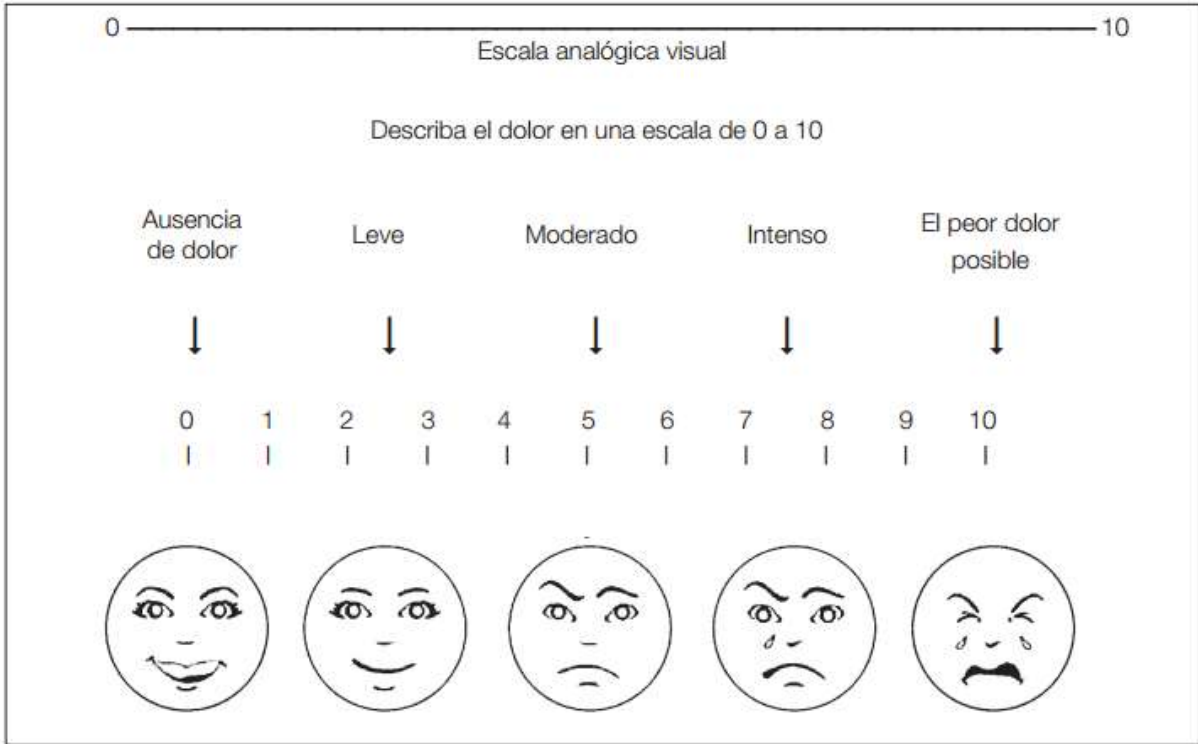 0 10
Escala analógica visual
Describa el dolor en una escala de 0 a 10
Ausencia
de dolor
Leve
Moderado
Intenso
El peor dolor
posible
0 1 2 3 4 5 6 7 8 9 10